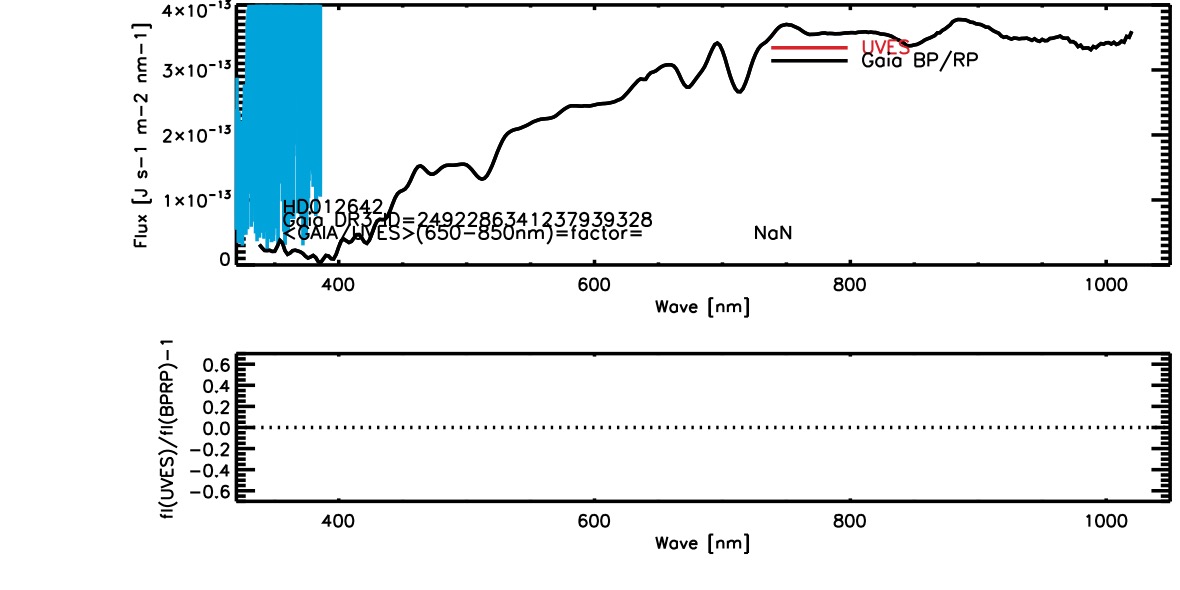 4×10−13
3×10−13
2×10−13
1×10−13
0
Flux [J s−1 m−2 nm−1]
UVES
Gaia BP/RP
HD012642
Gaia DR3 ID=2492286341237939328
<GAIA/UVES>(650−850nm)=factor= NaN
400 600 800 1000
Wave [nm]
fl(UVES)/fl(BPRP)−1
0.6
0.4
0.2
0.0
−0.2
−0.4
−0.6
400 600 800 1000
Wave [nm]